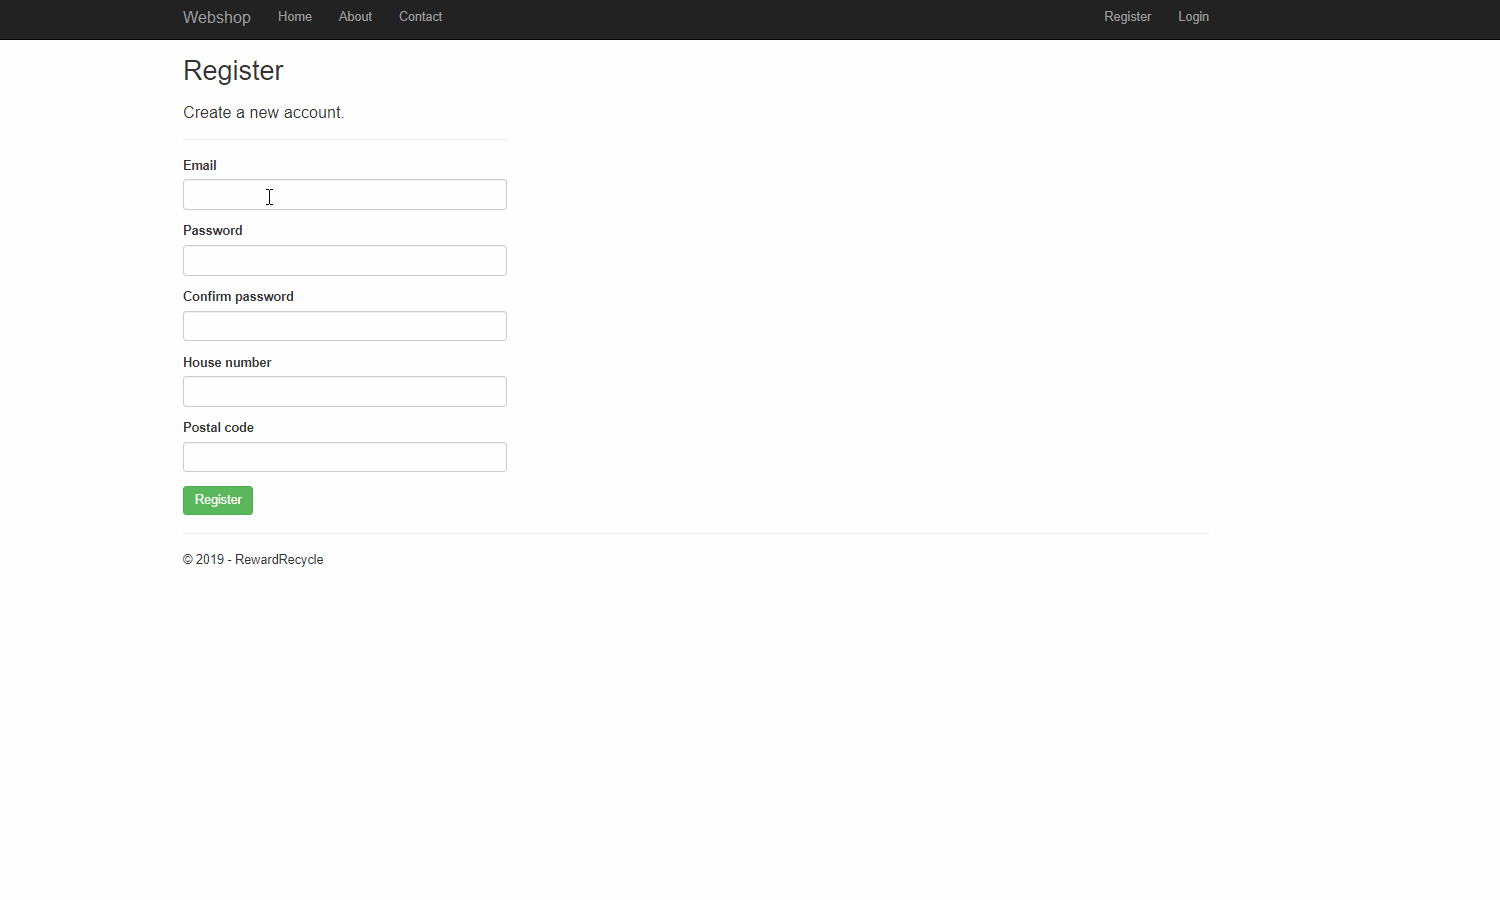 Webshop Home About Contact Register Login
Register
Create a new account.
Email
Password
Confirm password
House number
Postal code
Register
© 2019 - RewardRecycle